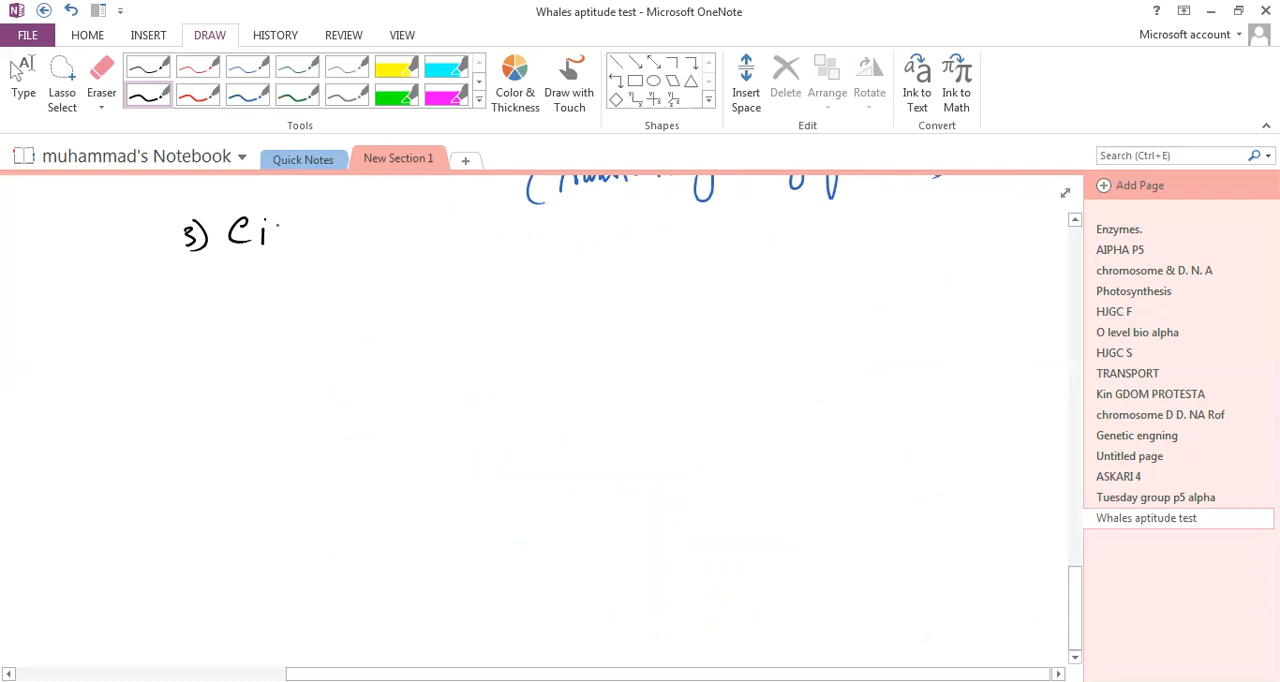 Whales aptitude test - Microsoft OneNote
FILE HOME INSERT DRAW HISTORY REVIEW VIEW
Microsoft account
Type
Lasso Select
Eraser
Color & Thickness
Draw with Touch
Insert Space
Delete
Arrange
Rotate
Ink to Text
Ink to Math
Tools
Shapes
Edit
Convert
muhammad's Notebook
Quick Notes
New Section 1
Search (Ctrl+E)
Add Page
3) Ci
Enzymes.
AIPHA P5
chromosome & D. N. A
Photosynthesis
HJGC F
O level bio alpha
HJGC S
TRANSPORT
Kin GDOM PROTESTA
chromosome D D. NA Rof
Genetic engning
Untitled page
ASKARI 4
Tuesday group p5 alpha
Whales aptitude test